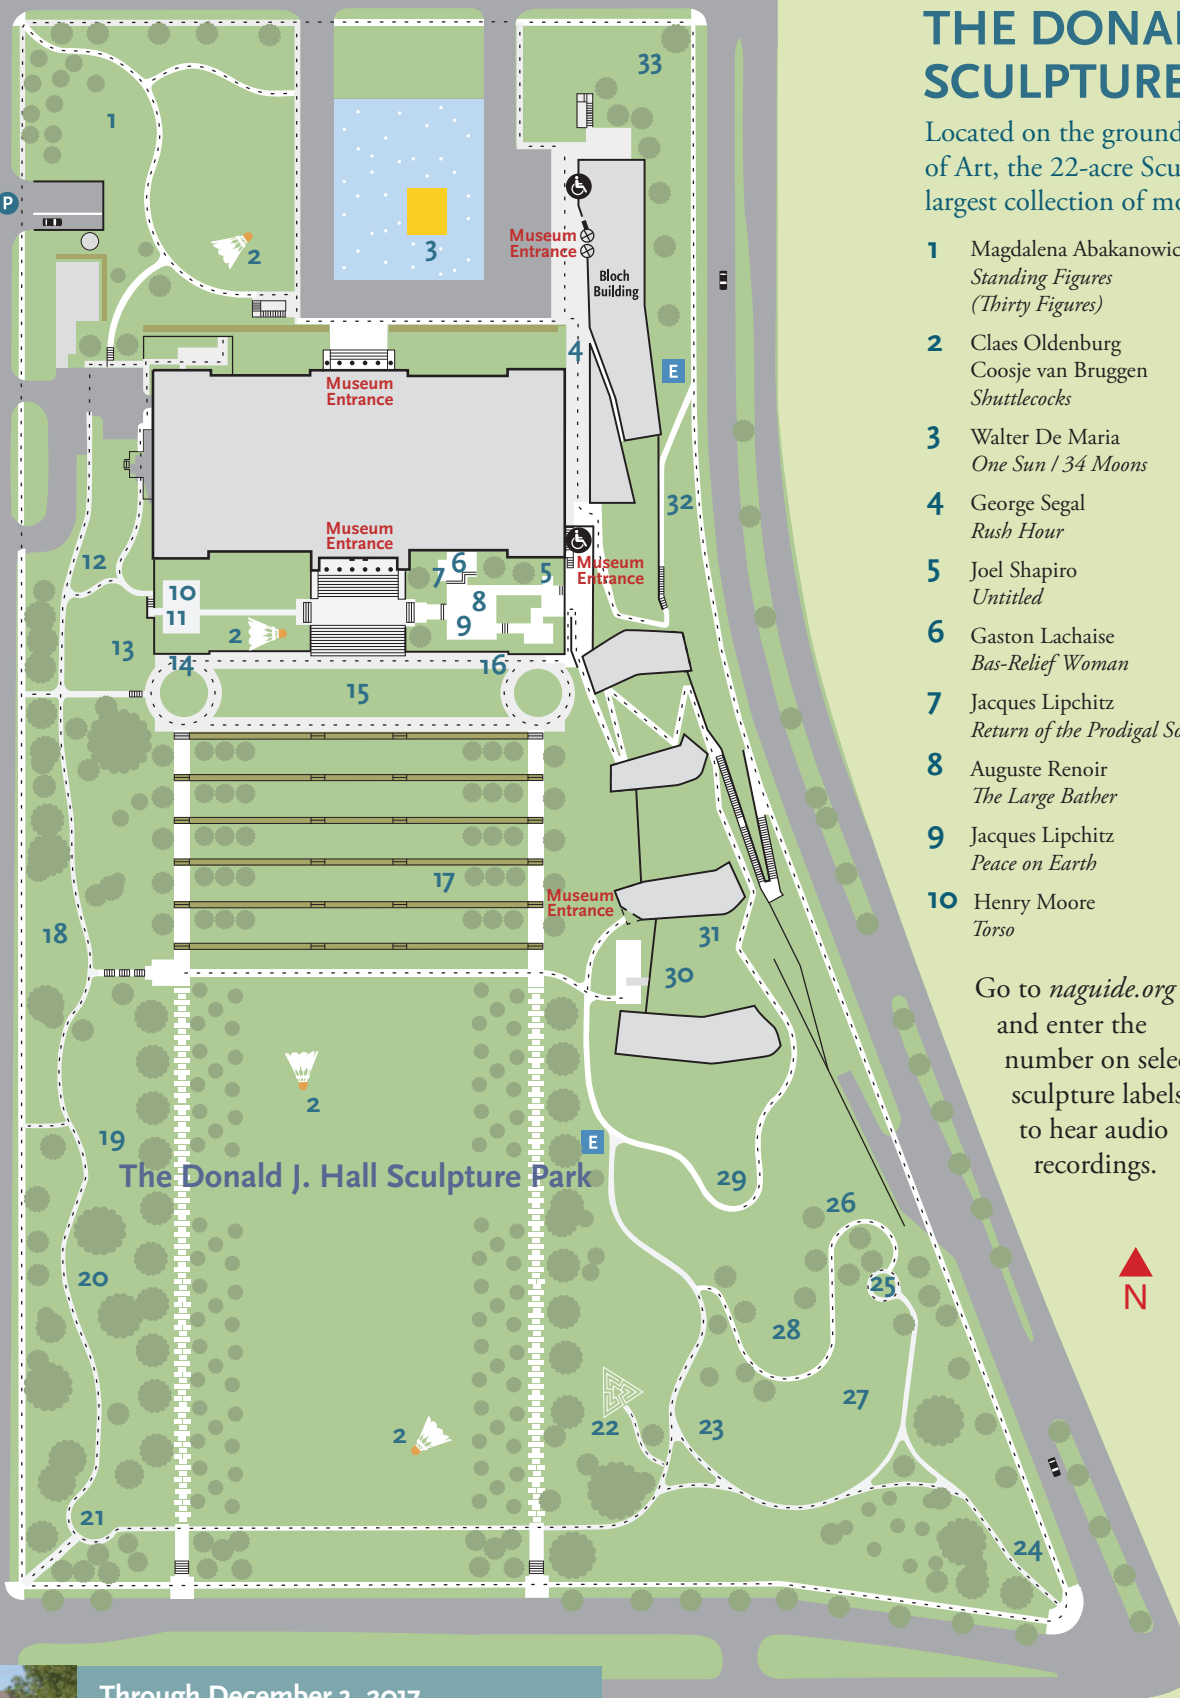 THE DONAL
SCULPTURE
Located on the ground
of Art, the 22-acre Scu
largest collection of mo
1 Magdalena Abakanowic
Standing Figures
(Thirty Figures)
2 Claes Oldenburg
Coosje van Bruggen
Shuttlecocks
3 Walter De Maria
One Sun / 34 Moons
4 George Segal
Rush Hour
5 Joel Shapiro
Untitled
6 Gaston Lachaise
Bas-Relief Woman
7 Jacques Lipchitz
Return of the Prodigal So
8 Auguste Renoir
The Large Bather
9 Jacques Lipchitz
Peace on Earth
10 Henry Moore
Torso
Go to naguide.org
and enter the
number on selec
sculpture labels
to hear audio
recordings.
N
33
1
P
2
3
Museum
Entrance
Bloch
Building
4
E
Museum
Entrance
32
Museum
Entrance
12
6
7
5
Museum
Entrance
10
8
11
9
2
13
14
16
15
17
Museum
Entrance
18
31
30
2
19
E
The Donald J. Hall Sculpture Park
29
26
20
25
28
27
22
23
2
21
24
Through December 3, 2017